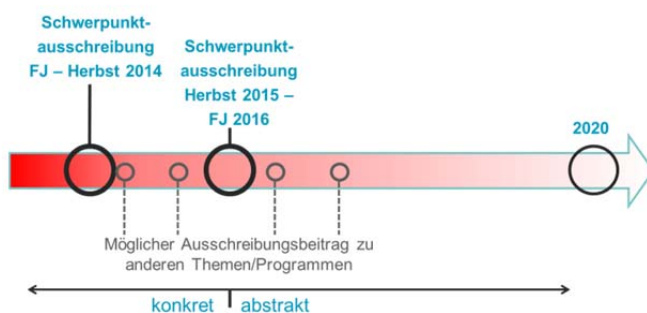 Schwerpunkt-
ausschreibung
FJ – Herbst 2014
Schwerpunkt-
ausschreibung
Herbst 2015 –
FJ 2016
2020
Möglicher Ausschreibungsbeitrag zu
anderen Themen/Programmen
konkret
abstrakt